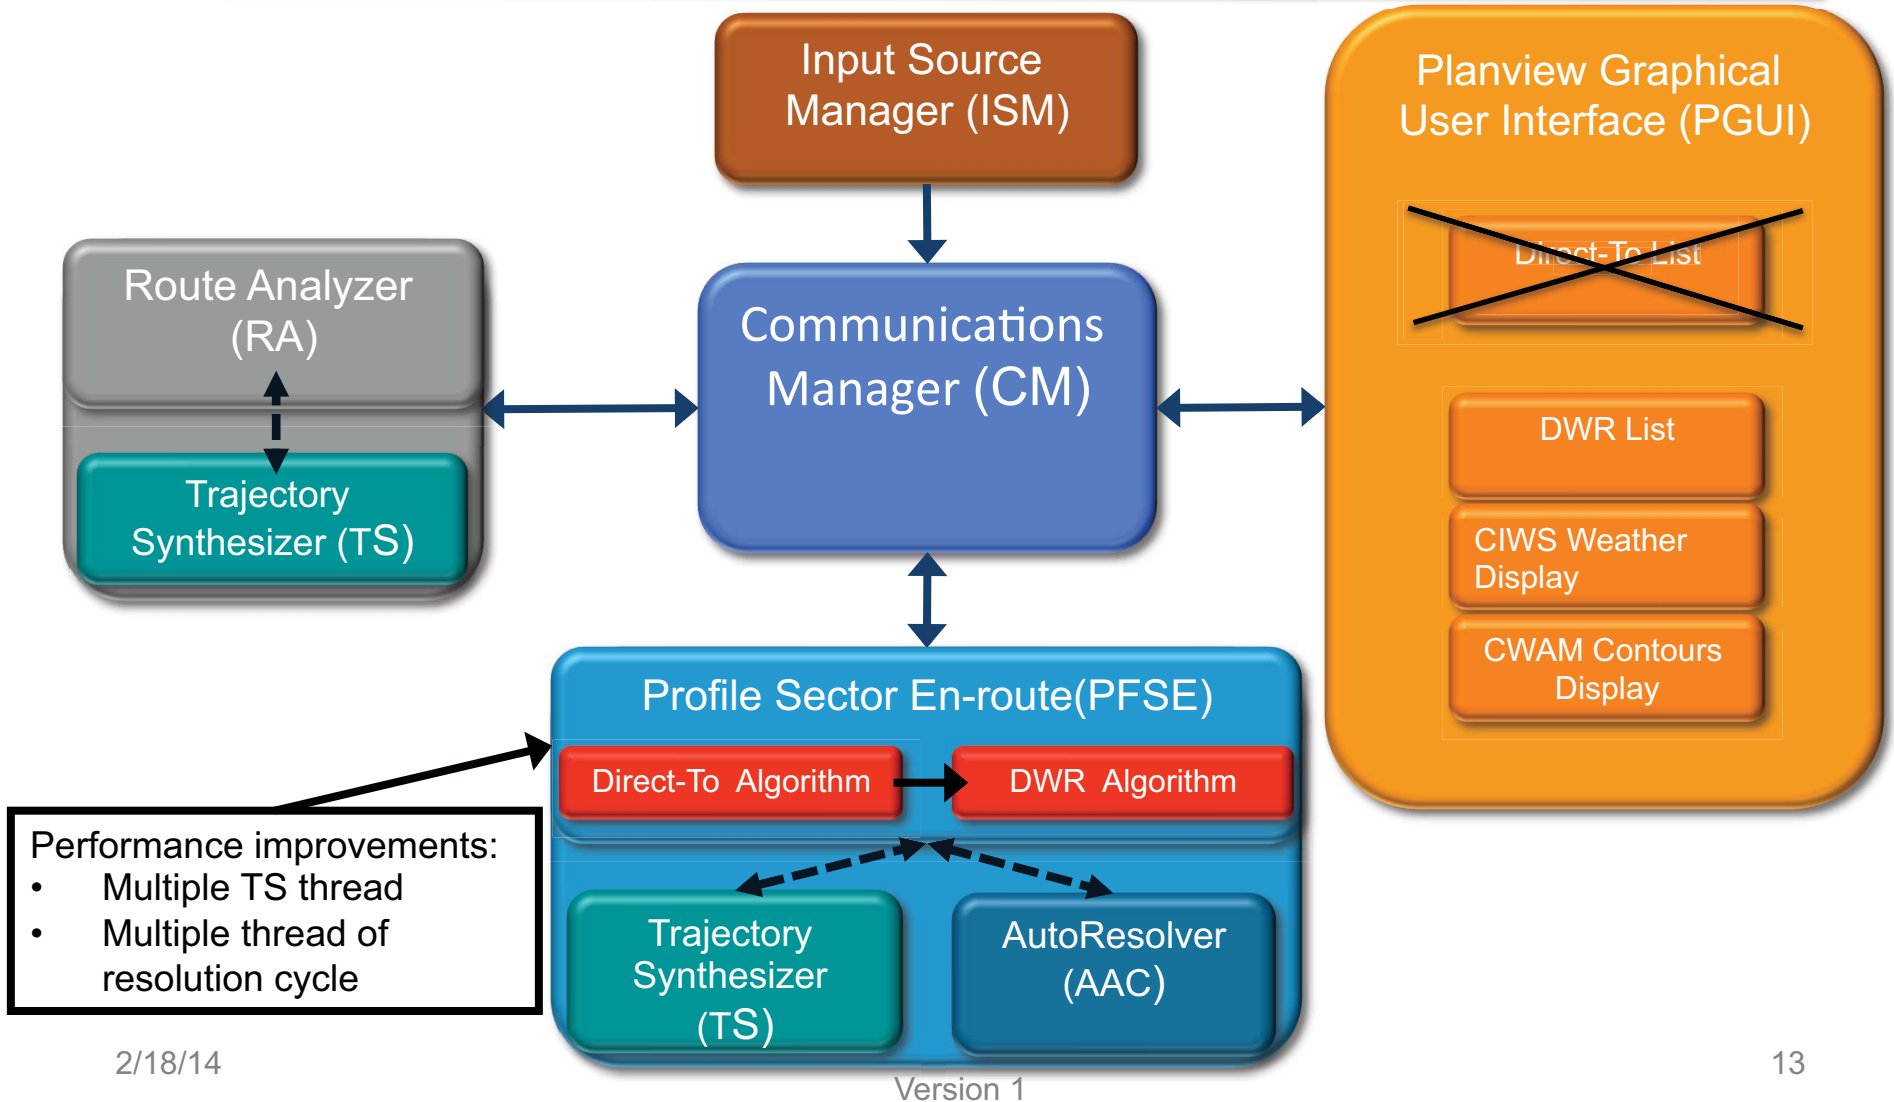 Input Source
Manager (ISM)
Planview Graphical
User Interface (PGUI)
Direct-To List
Route Analyzer
(RA)
Communications
Manager (CM)
DWR List
Trajectory
Synthesizer (TS)
CIWS Weather
Display
CWAM Contours
Display
Profile Sector En-route(PFSE)
Direct-To Algorithm
DWR Algorithm
Performance improvements:
• Multiple TS thread
• Multiple thread of
resolution cycle
Trajectory
Synthesizer
(TS)
AutoResolver
(AAC)
2/18/14
Version 1
13